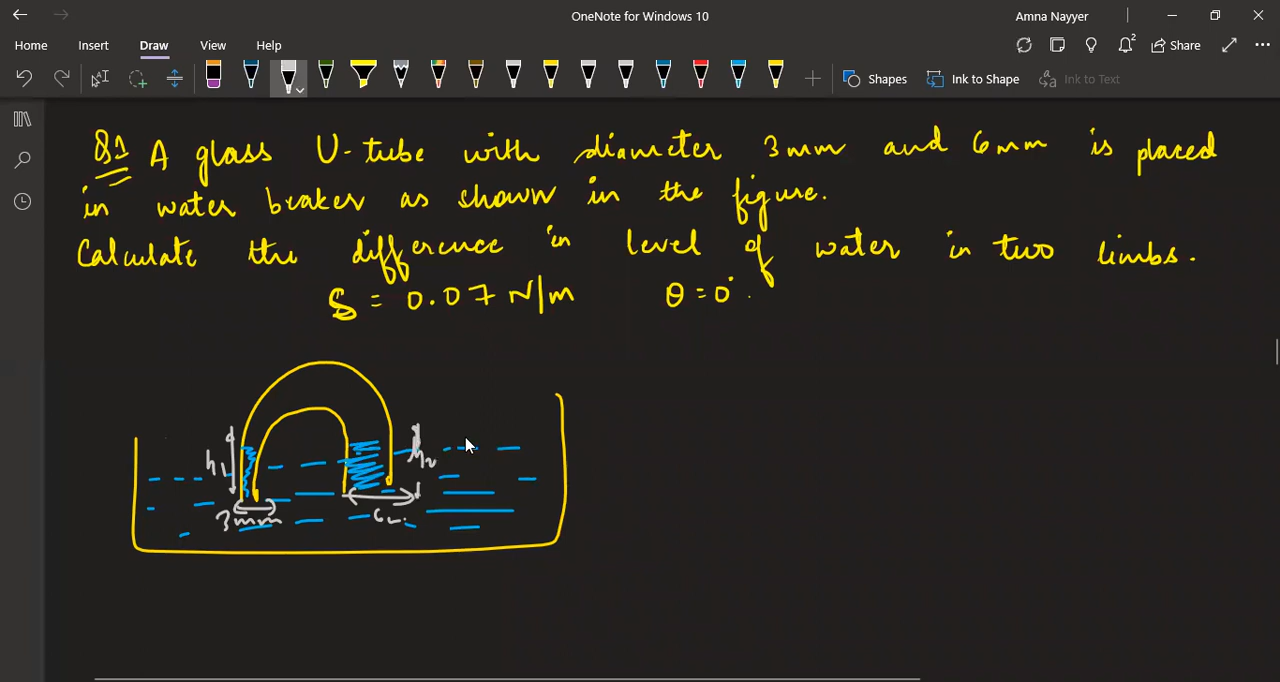 OneNote for Windows 10
Amna Nayyer
Home Insert Draw View Help
2
Share
Shapes
Ink to Shape
Ink to Text
Q1 A glass U-tube with diameter 3mm and 6mm is placed
in water beaker as shown in the figure.
Calculate the difference in level of water in two limbs.
S = 0.07 N/m θ = 0°.
h₁
h₂
3mm